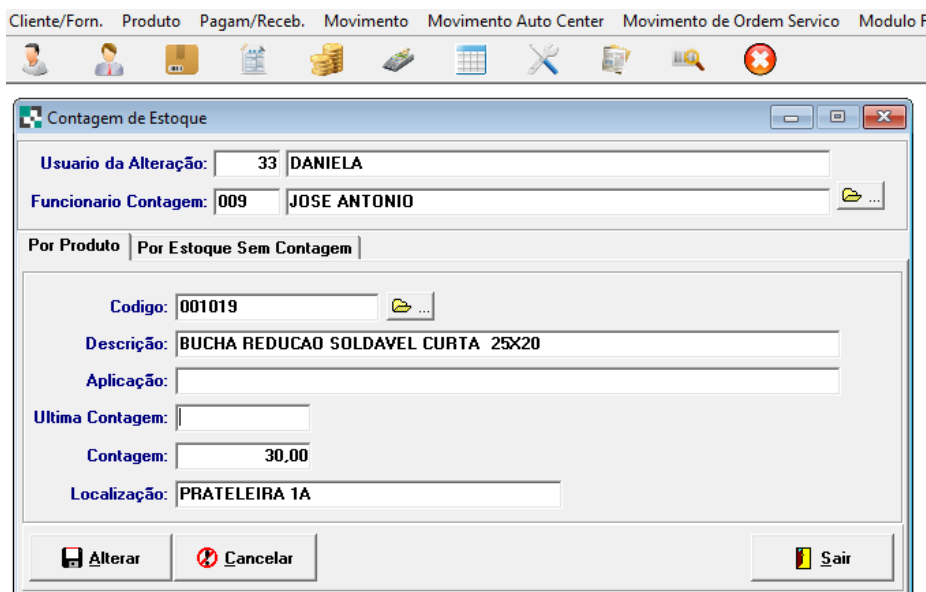 Cliente/Forn. Produto Pagam/Receb. Movimento Movimento Auto Center Movimento de Ordem Servico Modulo F
Contagem de Estoque
Usuario da Alteração: 33 DANIELA
Funcionario Contagem: 009 JOSE ANTONIO ...
Por Produto Por Estoque Sem Contagem
Codigo: 001019 ...
Descrição: BUCHA REDUCAO SOLDAVEL CURTA 25X20
Aplicação:
Ultima Contagem:
Contagem: 30,00
Localização: PRATELEIRA 1A
Alterar Cancelar Sair